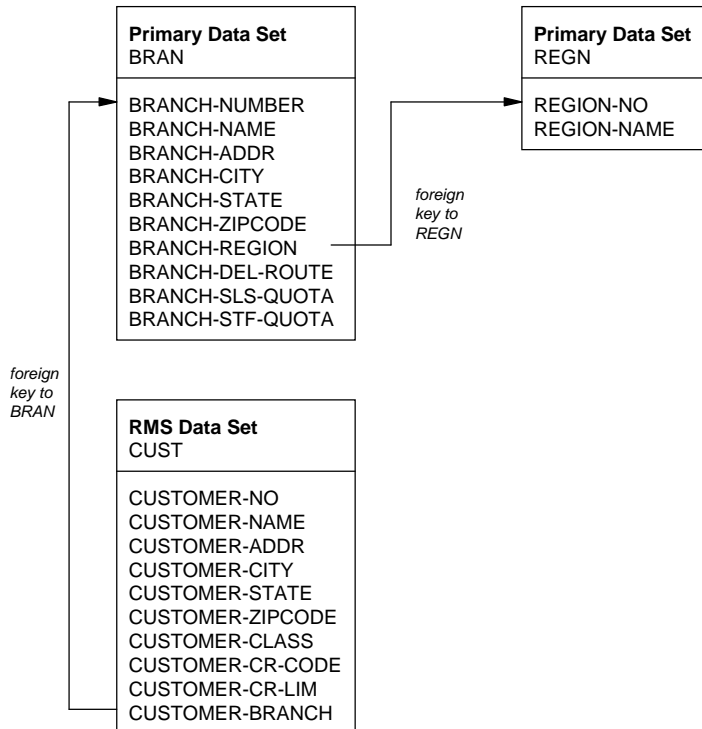 Primary Data Set
BRAN
BRANCH-NUMBER
BRANCH-NAME
BRANCH-ADDR
BRANCH-CITY
BRANCH-STATE
BRANCH-ZIPCODE
BRANCH-REGION
BRANCH-DEL-ROUTE
BRANCH-SLS-QUOTA
BRANCH-STF-QUOTA
Primary Data Set
REGN
REGION-NO
REGION-NAME
foreign
key to
REGN
foreign
key to
BRAN
RMS Data Set
CUST
CUSTOMER-NO
CUSTOMER-NAME
CUSTOMER-ADDR
CUSTOMER-CITY
CUSTOMER-STATE
CUSTOMER-ZIPCODE
CUSTOMER-CLASS
CUSTOMER-CR-CODE
CUSTOMER-CR-LIM
CUSTOMER-BRANCH